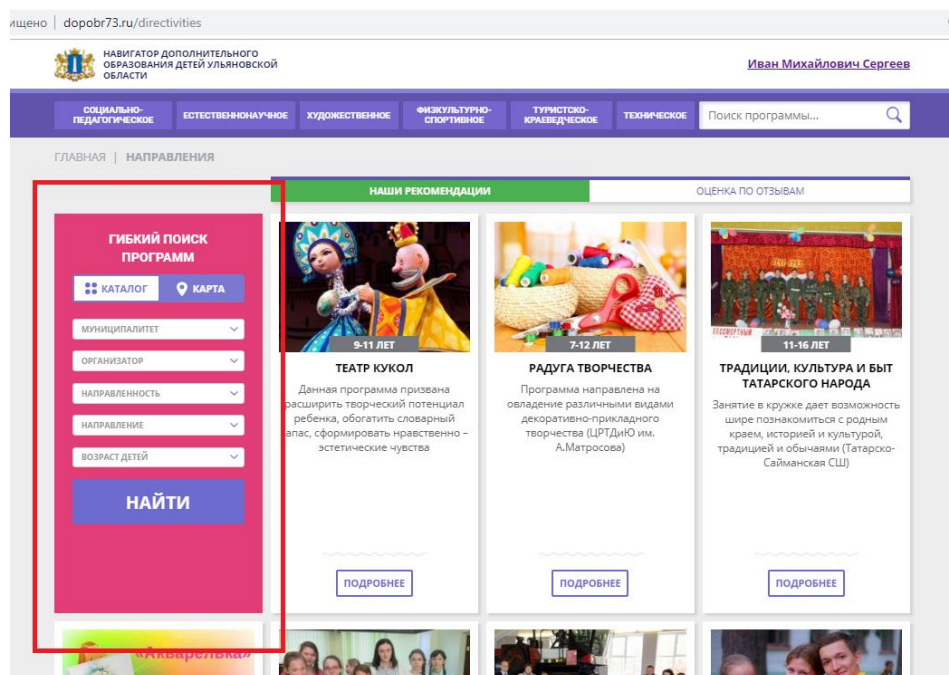 ищено | dopobr73.ru/directivities
НАВИГАТОР ДОПОЛНИТЕЛЬНОГО
ОБРАЗОВАНИЯ ДЕТЕЙ УЛЬЯНОВСКОЙ
ОБЛАСТИ
Иван Михайлович Сергеев
СОЦИАЛЬНО-
ПЕДАГОГИЧЕСКОЕ
ЕСТЕСТВЕННОНАУЧНОЕ
ХУДОЖЕСТВЕННОЕ
ФИЗКУЛЬТУРНО-
СПОРТИВНОЕ
ТУРИСТСКО-
КРАЕВЕДЧЕСКОЕ
ТЕХНИЧЕСКОЕ
Поиск программы...
ГЛАВНАЯ | НАПРАВЛЕНИЯ
НАШИ РЕКОМЕНДАЦИИ
ОЦЕНКА ПО ОТЗЫВАМ
ГИБКИЙ ПОИСК
ПРОГРАММ
КАТАЛОГ
КАРТА
МУНИЦИПАЛИТЕТ
ОРГАНИЗАТОР
НАПРАВЛЕННОСТЬ
НАПРАВЛЕНИЕ
ВОЗРАСТ ДЕТЕЙ
НАЙТИ
9-11 ЛЕТ
ТЕАТР КУКОЛ
Данная программа призвана
расширить творческий потенциал
ребенка, обогатить словарный
запас, сформировать нравственно –
эстетические чувства
ПОДРОБНЕЕ
7-12 ЛЕТ
РАДУГА ТВОРЧЕСТВА
Программа направлена на
овладение различными видами
декоративно-прикладного
творчества (ЦРТДиЮ им.
А.Матросова)
ПОДРОБНЕЕ
11-16 ЛЕТ
ТРАДИЦИИ, КУЛЬТУРА И БЫТ
ТАТАРСКОГО НАРОДА
Занятие в кружке дает возможность
шире познакомиться с родным
краем, историей и культурой,
традицией и обычаями (Татарско-
Сайманская СШ)
ПОДРОБНЕЕ
«Акварелька»